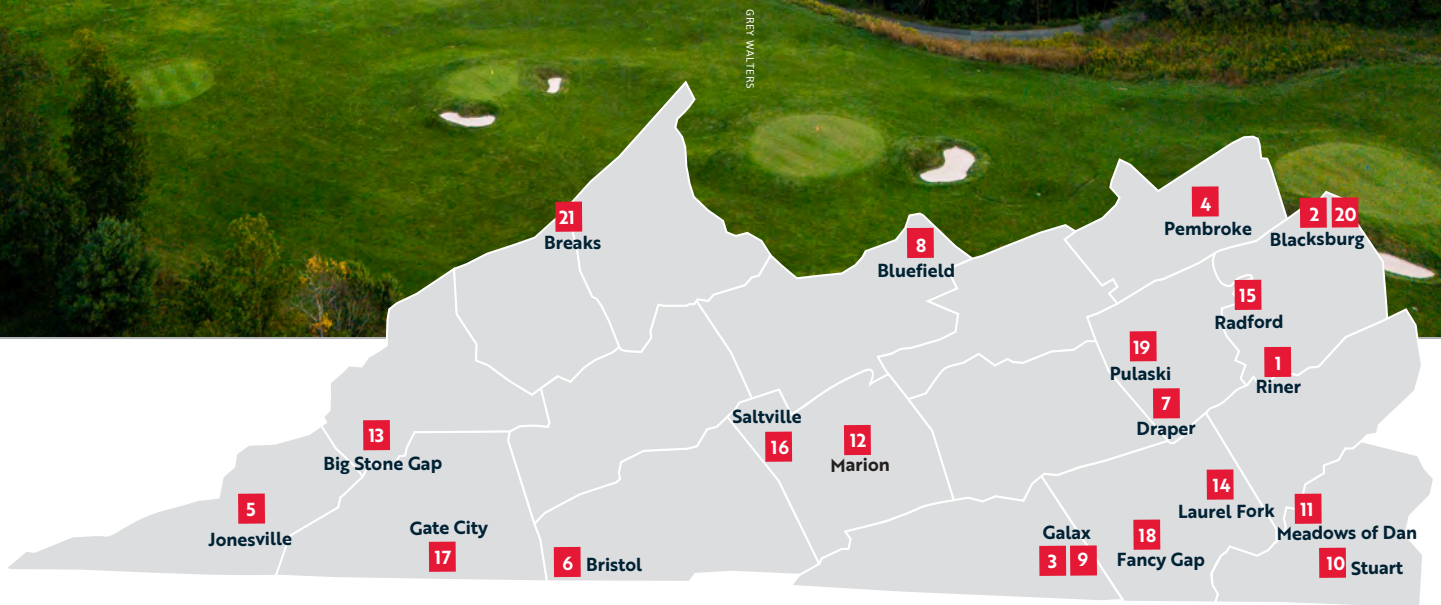 GREY WALTERS
21
Breaks
8
Bluefield
4
Pembroke
2 20
Blacksburg
15
Radford
19
Pulaski
1
Riner
7
Draper
13
Big Stone Gap
Saltville
16
12
Marion
5
Jonesville
Gate City
17
6 Bristol
14
Laurel Fork
11
Meadows of Dan
Galax
3 9
18
Fancy Gap
10 Stuart